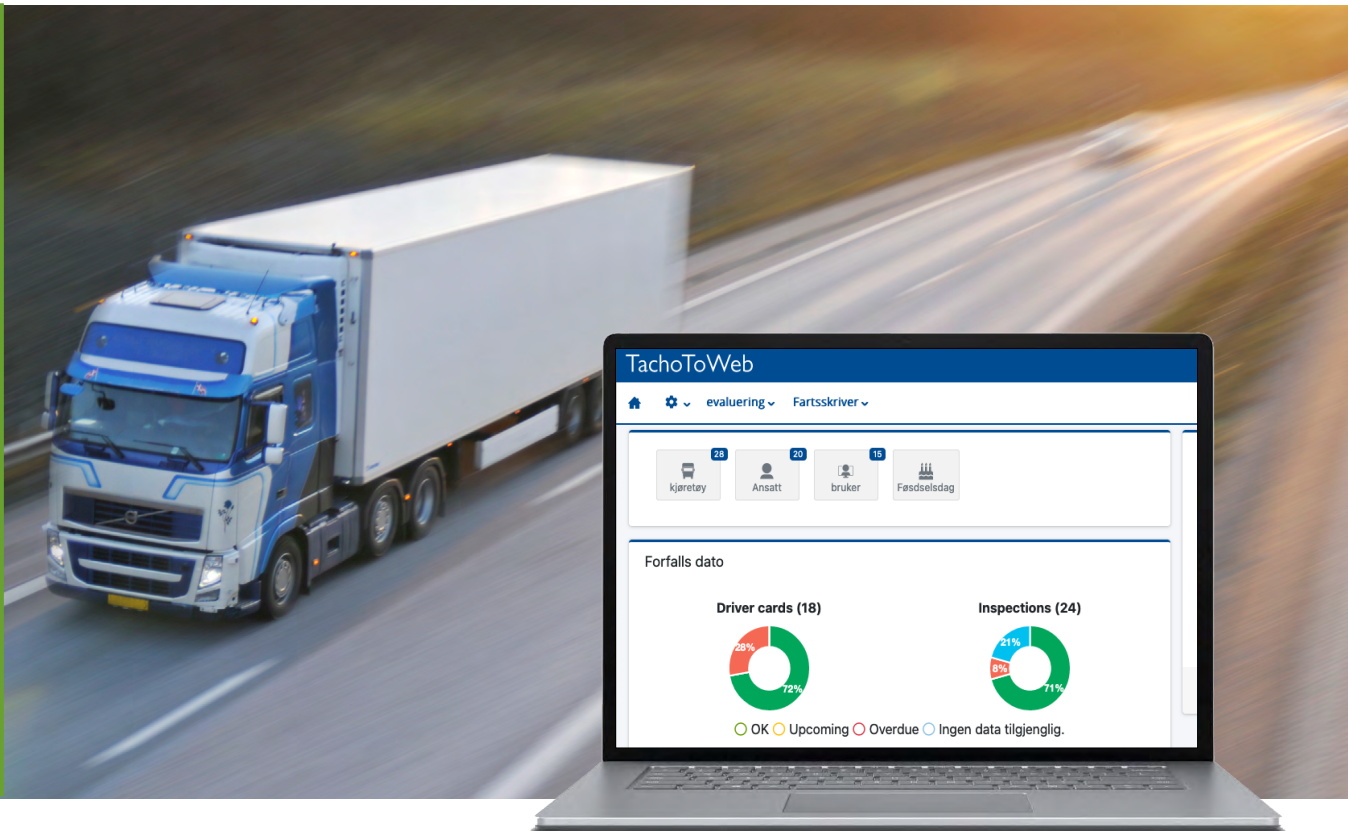 TachoToWeb
evaluering Fartsskriver
28 20 15
kjøretøy Ansatt bruker Føsdselsdag
Forfalls dato
Driver cards (18) Inspections (24)
28% 72% 21% 8% 71%
OK Upcoming Overdue Ingen data tilgjenglig.